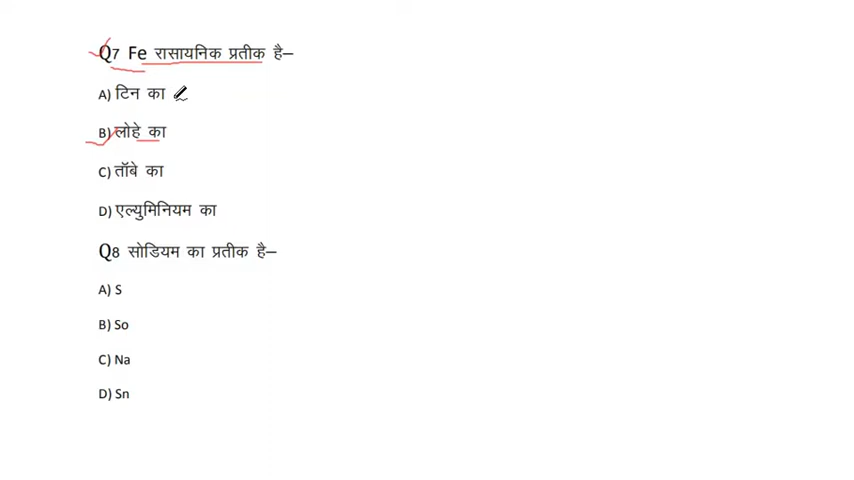 Q7 Fe रासायनिक प्रतीक है–
A) टिन का
B) लोहे का
C) ताँबे का
D) एल्युमिनियम का
Q8 सोडियम का प्रतीक है–
A) S
B) So
C) Na
D) Sn